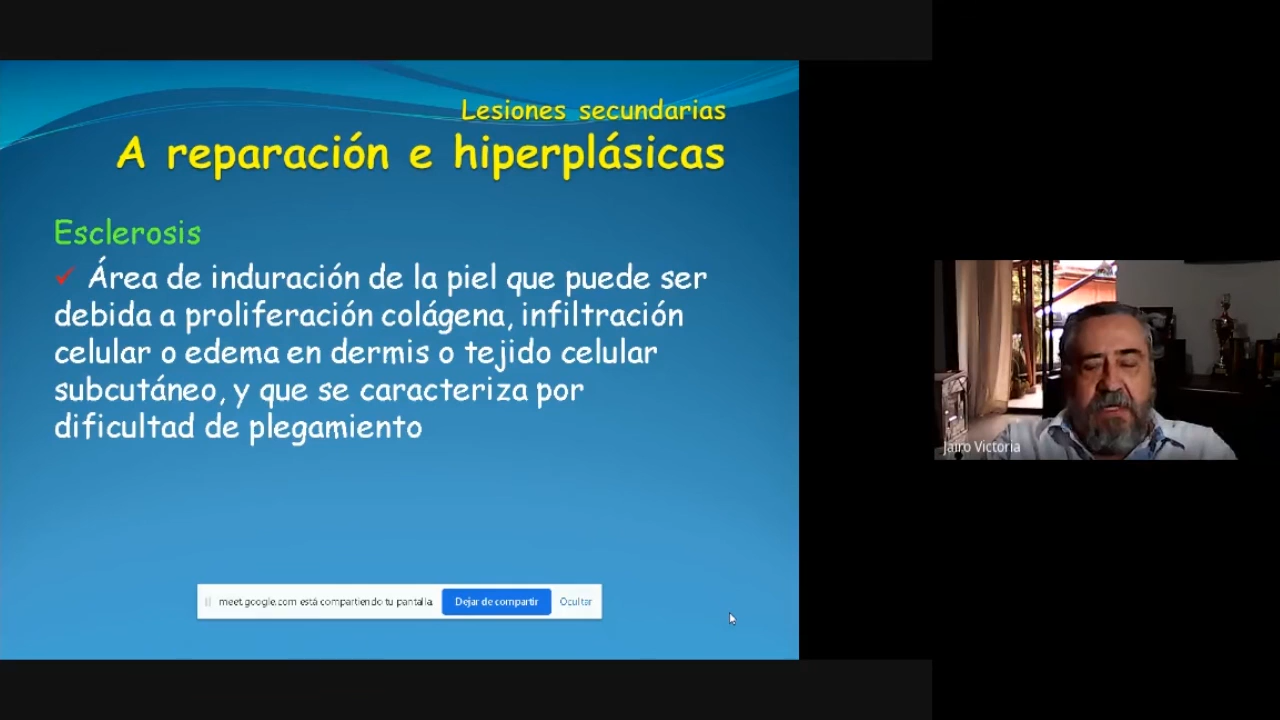 Lesiones secundarias
A reparación e hiperplásicas
Esclerosis
✓ Área de induración de la piel que puede ser
debida a proliferación colágena, infiltración
celular o edema en dermis o tejido celular
subcutáneo, y que se caracteriza por
dificultad de plegamiento
meet.google.com está compartiendo tu pantalla.
Dejar de compartir
Ocultar
Jairo Victoria